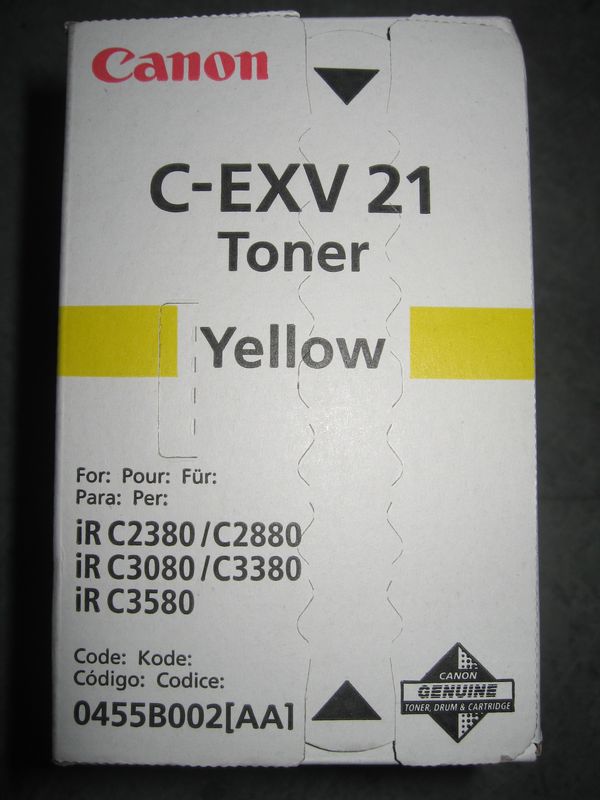 Canon
C-EXV 21
Toner
Yellow
For: Pour: Für:
Para: Per:
iR C2380 / C2880
iR C3080 / C3380
iR C3580
Code: Kode:
Código: Codice:
0455B002[AA]
CANON
GENUINE
TONER, DRUM & CARTRIDGE